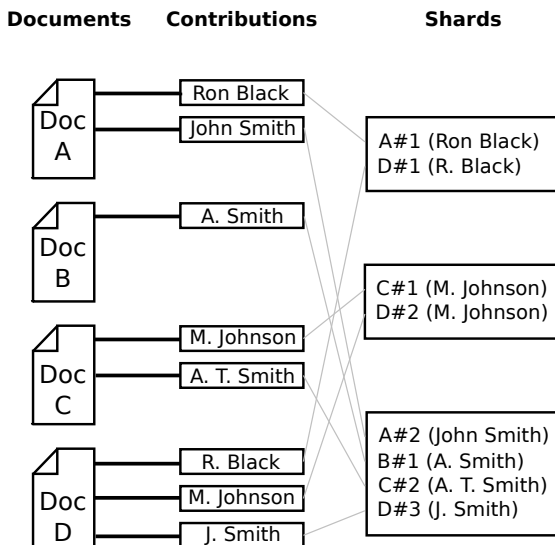 Documents Contributions Shards
Doc
A
Ron Black
John Smith
A#1 (Ron Black)
D#1 (R. Black)
Doc
B
A. Smith
Doc
C
M. Johnson
A. T. Smith
C#1 (M. Johnson)
D#2 (M. Johnson)
Doc
D
R. Black
M. Johnson
J. Smith
A#2 (John Smith)
B#1 (A. Smith)
C#2 (A. T. Smith)
D#3 (J. Smith)